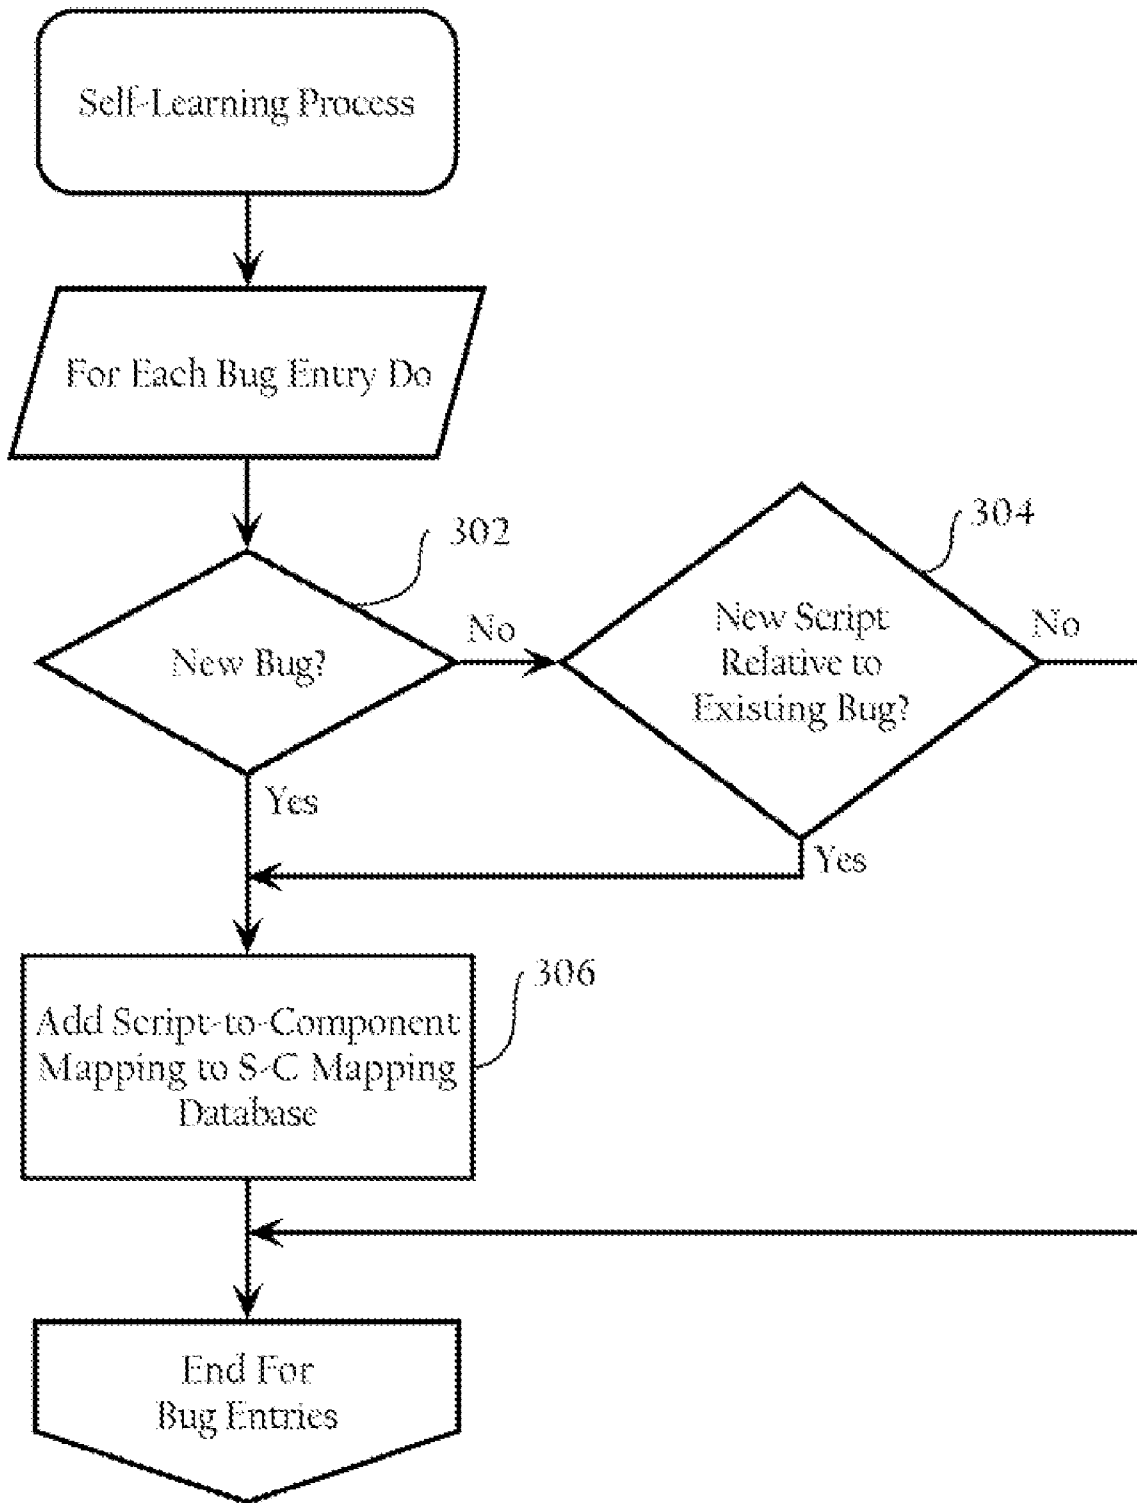 Self-Learning Process
For Each Bug Entry Do
302
304
New Bug?
No
New Script
Relative to
Existing Bug?
No
Yes
Yes
306
Add Script-to-Component
Mapping to S-C Mapping
Database
End For
Bug Entries